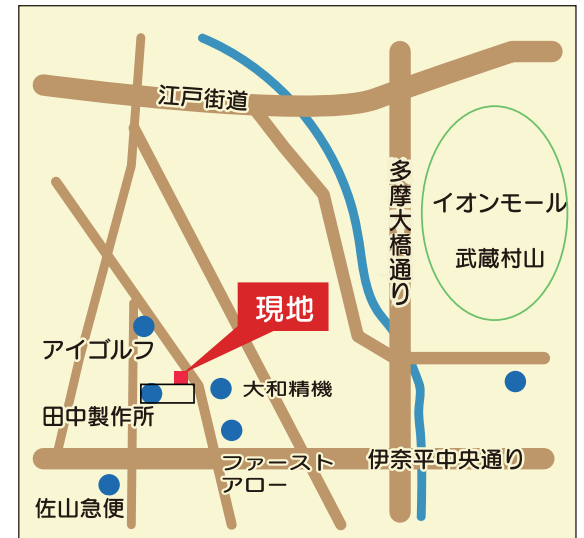 江戸街道
多摩大橋通り
イオンモール
武蔵村山
現地
アイゴルフ
大和精機
田中製作所
ファースト
アロー
伊奈平中央通り
佐山急便